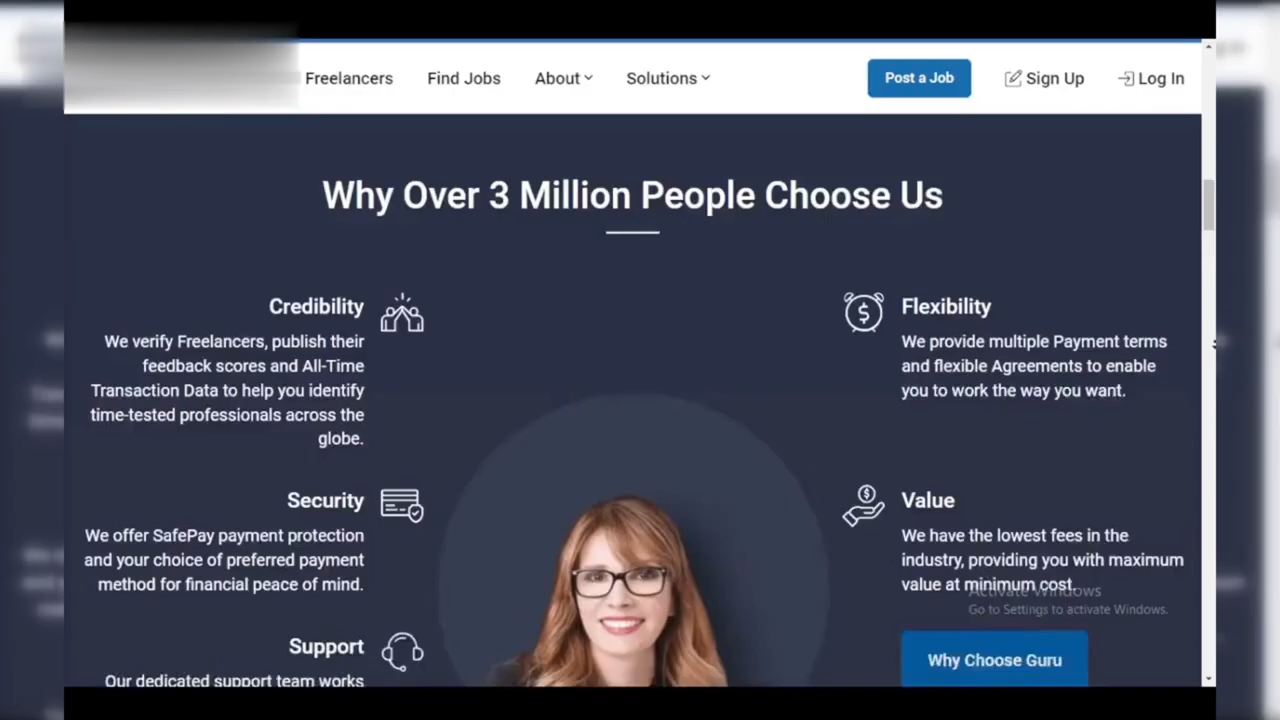 Freelancers
Find Jobs
About
Solutions
Post a Job
Sign Up
Log In
Why Over 3 Million People Choose Us
Credibility
We verify Freelancers, publish their
feedback scores and All-Time
Transaction Data to help you identify
time-tested professionals across the
globe.
Flexibility
We provide multiple Payment terms
and flexible Agreements to enable
you to work the way you want.
Security
We offer SafePay payment protection
and your choice of preferred payment
method for financial peace of mind.
Value
We have the lowest fees in the
industry, providing you with maximum
value at minimum cost.
Activate Windows
Go to Settings to activate Windows.
Support
Our dedicated support team works
Why Choose Guru